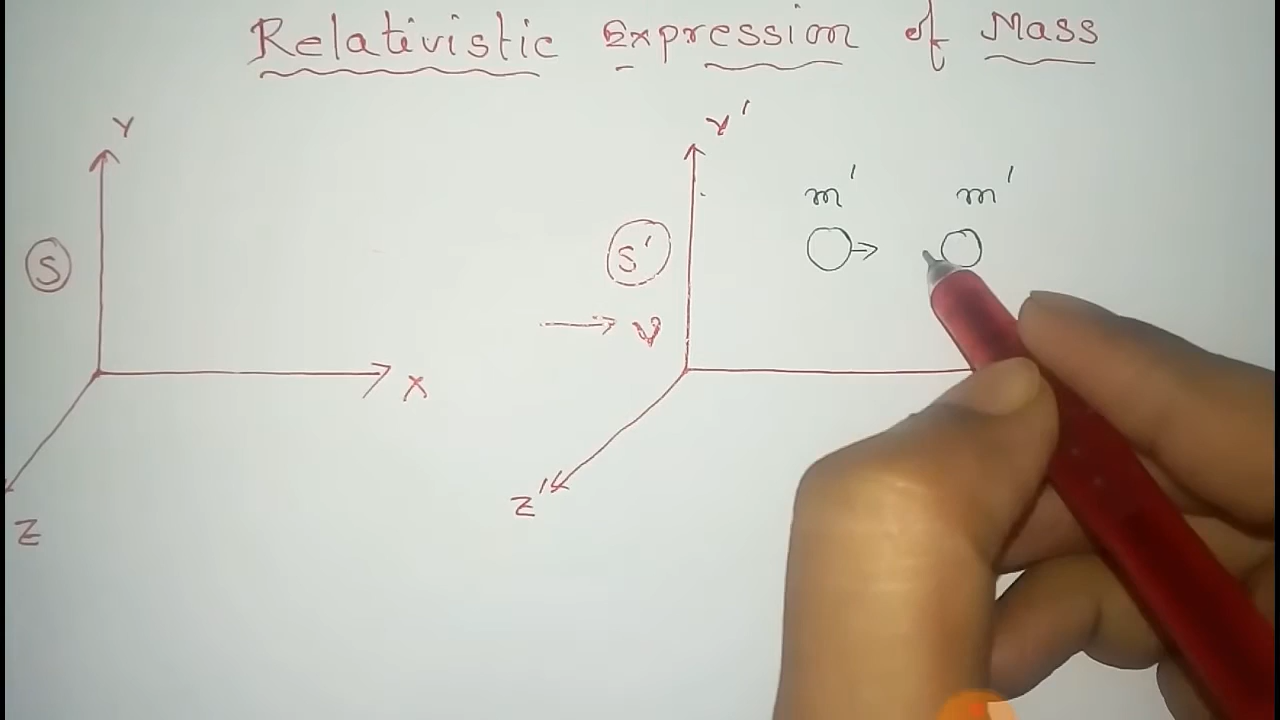 Relativistic Expression of Mass
Y
Y'
m'
m'
S
S'
→ v
X
Z'
Z